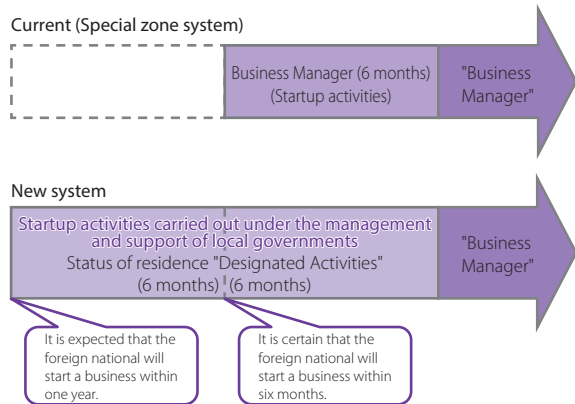 Current (Special zone system)
Business Manager (6 months)
(Startup activities)
"Business
Manager"
New system
Startup activities carried out under the management
and support of local governments
Status of residence "Designated Activities"
(6 months) (6 months)
"Business
Manager"
It is expected that the
foreign national will
start a business within
one year.
It is certain that the
foreign national will
start a business within
six months.